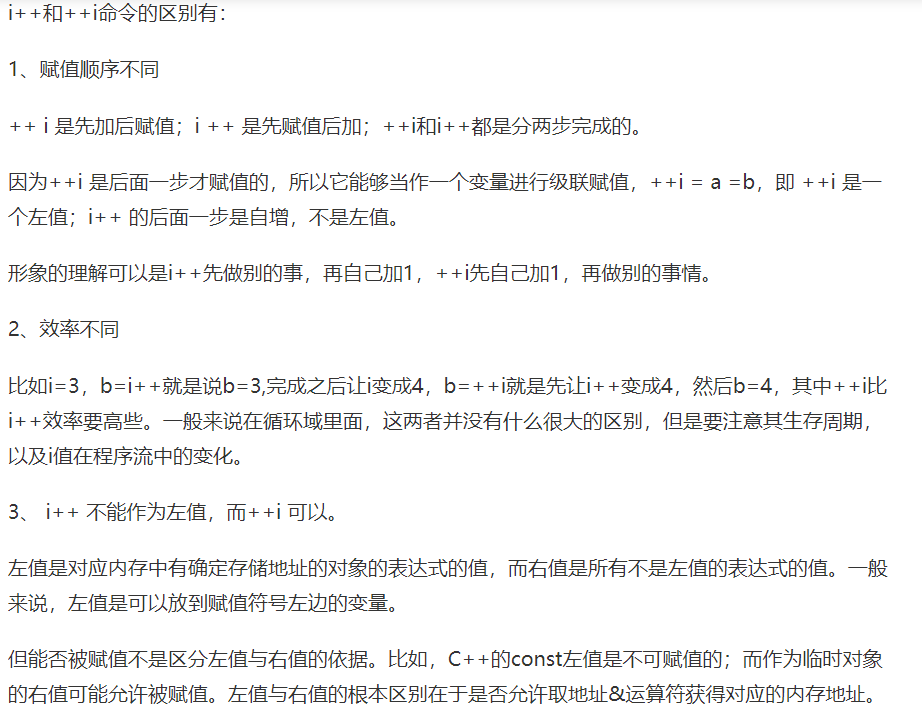 i++和++i命令的区别有：
1、赋值顺序不同
++ i 是先加后赋值；i ++ 是先赋值后加；++i和i++都是分两步完成的。
因为++i 是后面一步才赋值的，所以它能够当作一个变量进行级联赋值，++i = a =b，即 ++i 是一
个左值；i++ 的后面一步是自增，不是左值。
形象的理解可以是i++先做别的事，再自己加1，++i先自己加1，再做别的事情。
2、效率不同
比如i=3，b=i++就是说b=3,完成之后让i变成4，b=++i就是先让i++变成4，然后b=4，其中++i比
i++效率要高些。一般来说在循环域里面，这两者并没有什么很大的区别，但是要注意其生存周期，
以及i值在程序流中的变化。
3、 i++ 不能作为左值，而++i 可以。
左值是对应内存中有确定存储地址的对象的表达式的值，而右值是所有不是左值的表达式的值。一般
来说，左值是可以放到赋值符号左边的变量。
但能否被赋值不是区分左值与右值的依据。比如，C++的const左值是不可赋值的；而作为临时对象
的右值可能允许被赋值。左值与右值的根本区别在于是否允许取地址&运算符获得对应的内存地址。